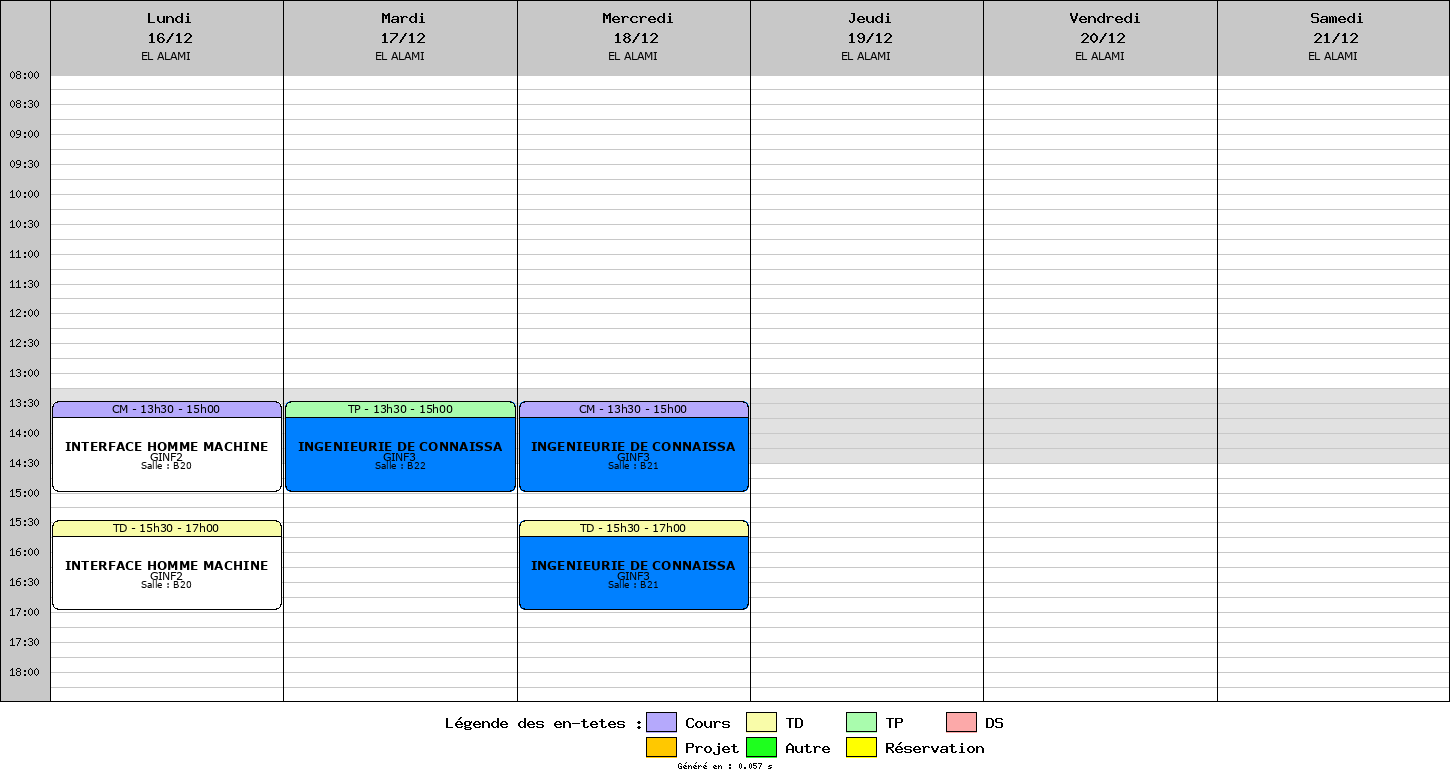 Lundi Mardi Mercredi Jeudi Vendredi Samedi
16/12 17/12 18/12 19/12 20/12 21/12
EL ALAMI EL ALAMI EL ALAMI EL ALAMI EL ALAMI EL ALAMI
08:00
08:30
09:00
09:30
10:00
10:30
11:00
11:30
12:00
12:30
13:00
13:30
CM - 13h30 - 15h00 TP - 13h30 - 15h00 CM - 13h30 - 15h00
14:00
INTERFACE HOMME MACHINE INGENIEURIE DE CONNAISSA INGENIEURIE DE CONNAISSA
GINF2 GINF3 GINF3
Salle : B20 Salle : B22 Salle : B21
14:30
15:00
15:30
TD - 15h30 - 17h00 TD - 15h30 - 17h00
16:00
INTERFACE HOMME MACHINE INGENIEURIE DE CONNAISSA
GINF2 GINF3
Salle : B20 Salle : B21
16:30
17:00
17:30
18:00
Légende des en-tetes : Cours TD TP DS
Projet Autre Réservation
Généré en : 0.057 s